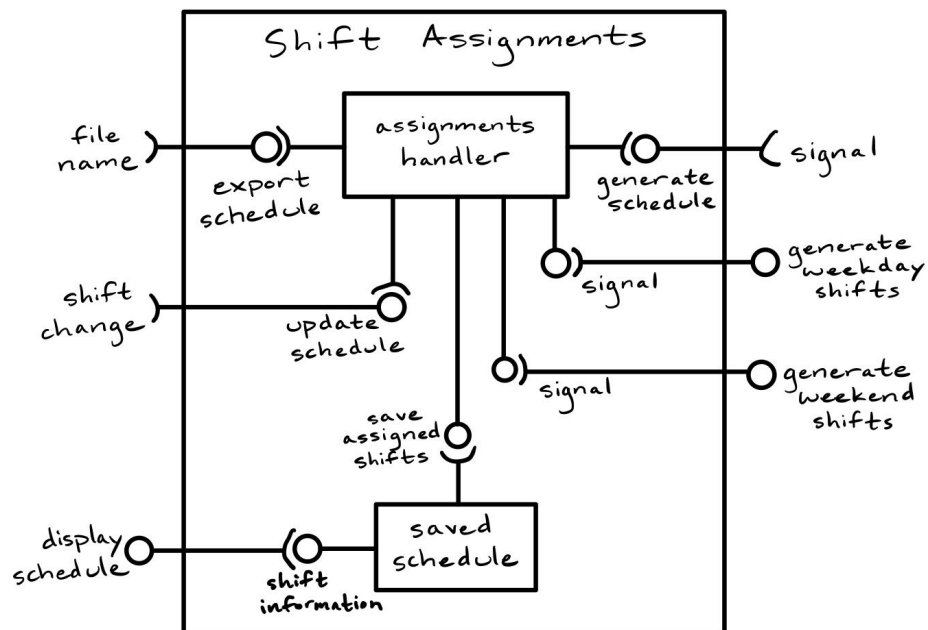 Shift Assignments
file
name
export
schedule
assignments
handler
generate
schedule
signal
shift
change
update
schedule
signal
generate
weekday
shifts
signal
generate
weekend
shifts
save
assigned
shifts
display
schedule
shift
information
saved
schedule